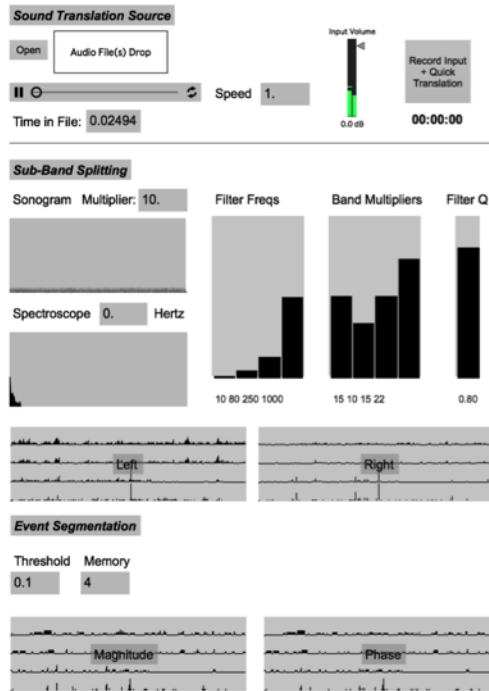 Sound Translation Source
Open
Audio File(s) Drop
Input Volume
Record Input
+ Quick
Translation
Speed 1.
Time in File: 0.02494
0.0 dB
00:00:00
Sub-Band Splitting
Sonogram Multiplier: 10.
Filter Freqs
Band Multipliers
Filter Q
Spectroscope 0. Hertz
10 80 250 1000
15 10 15 22
0.80
Left
Right
Event Segmentation
Threshold Memory
0.1 4
Magnitude
Phase